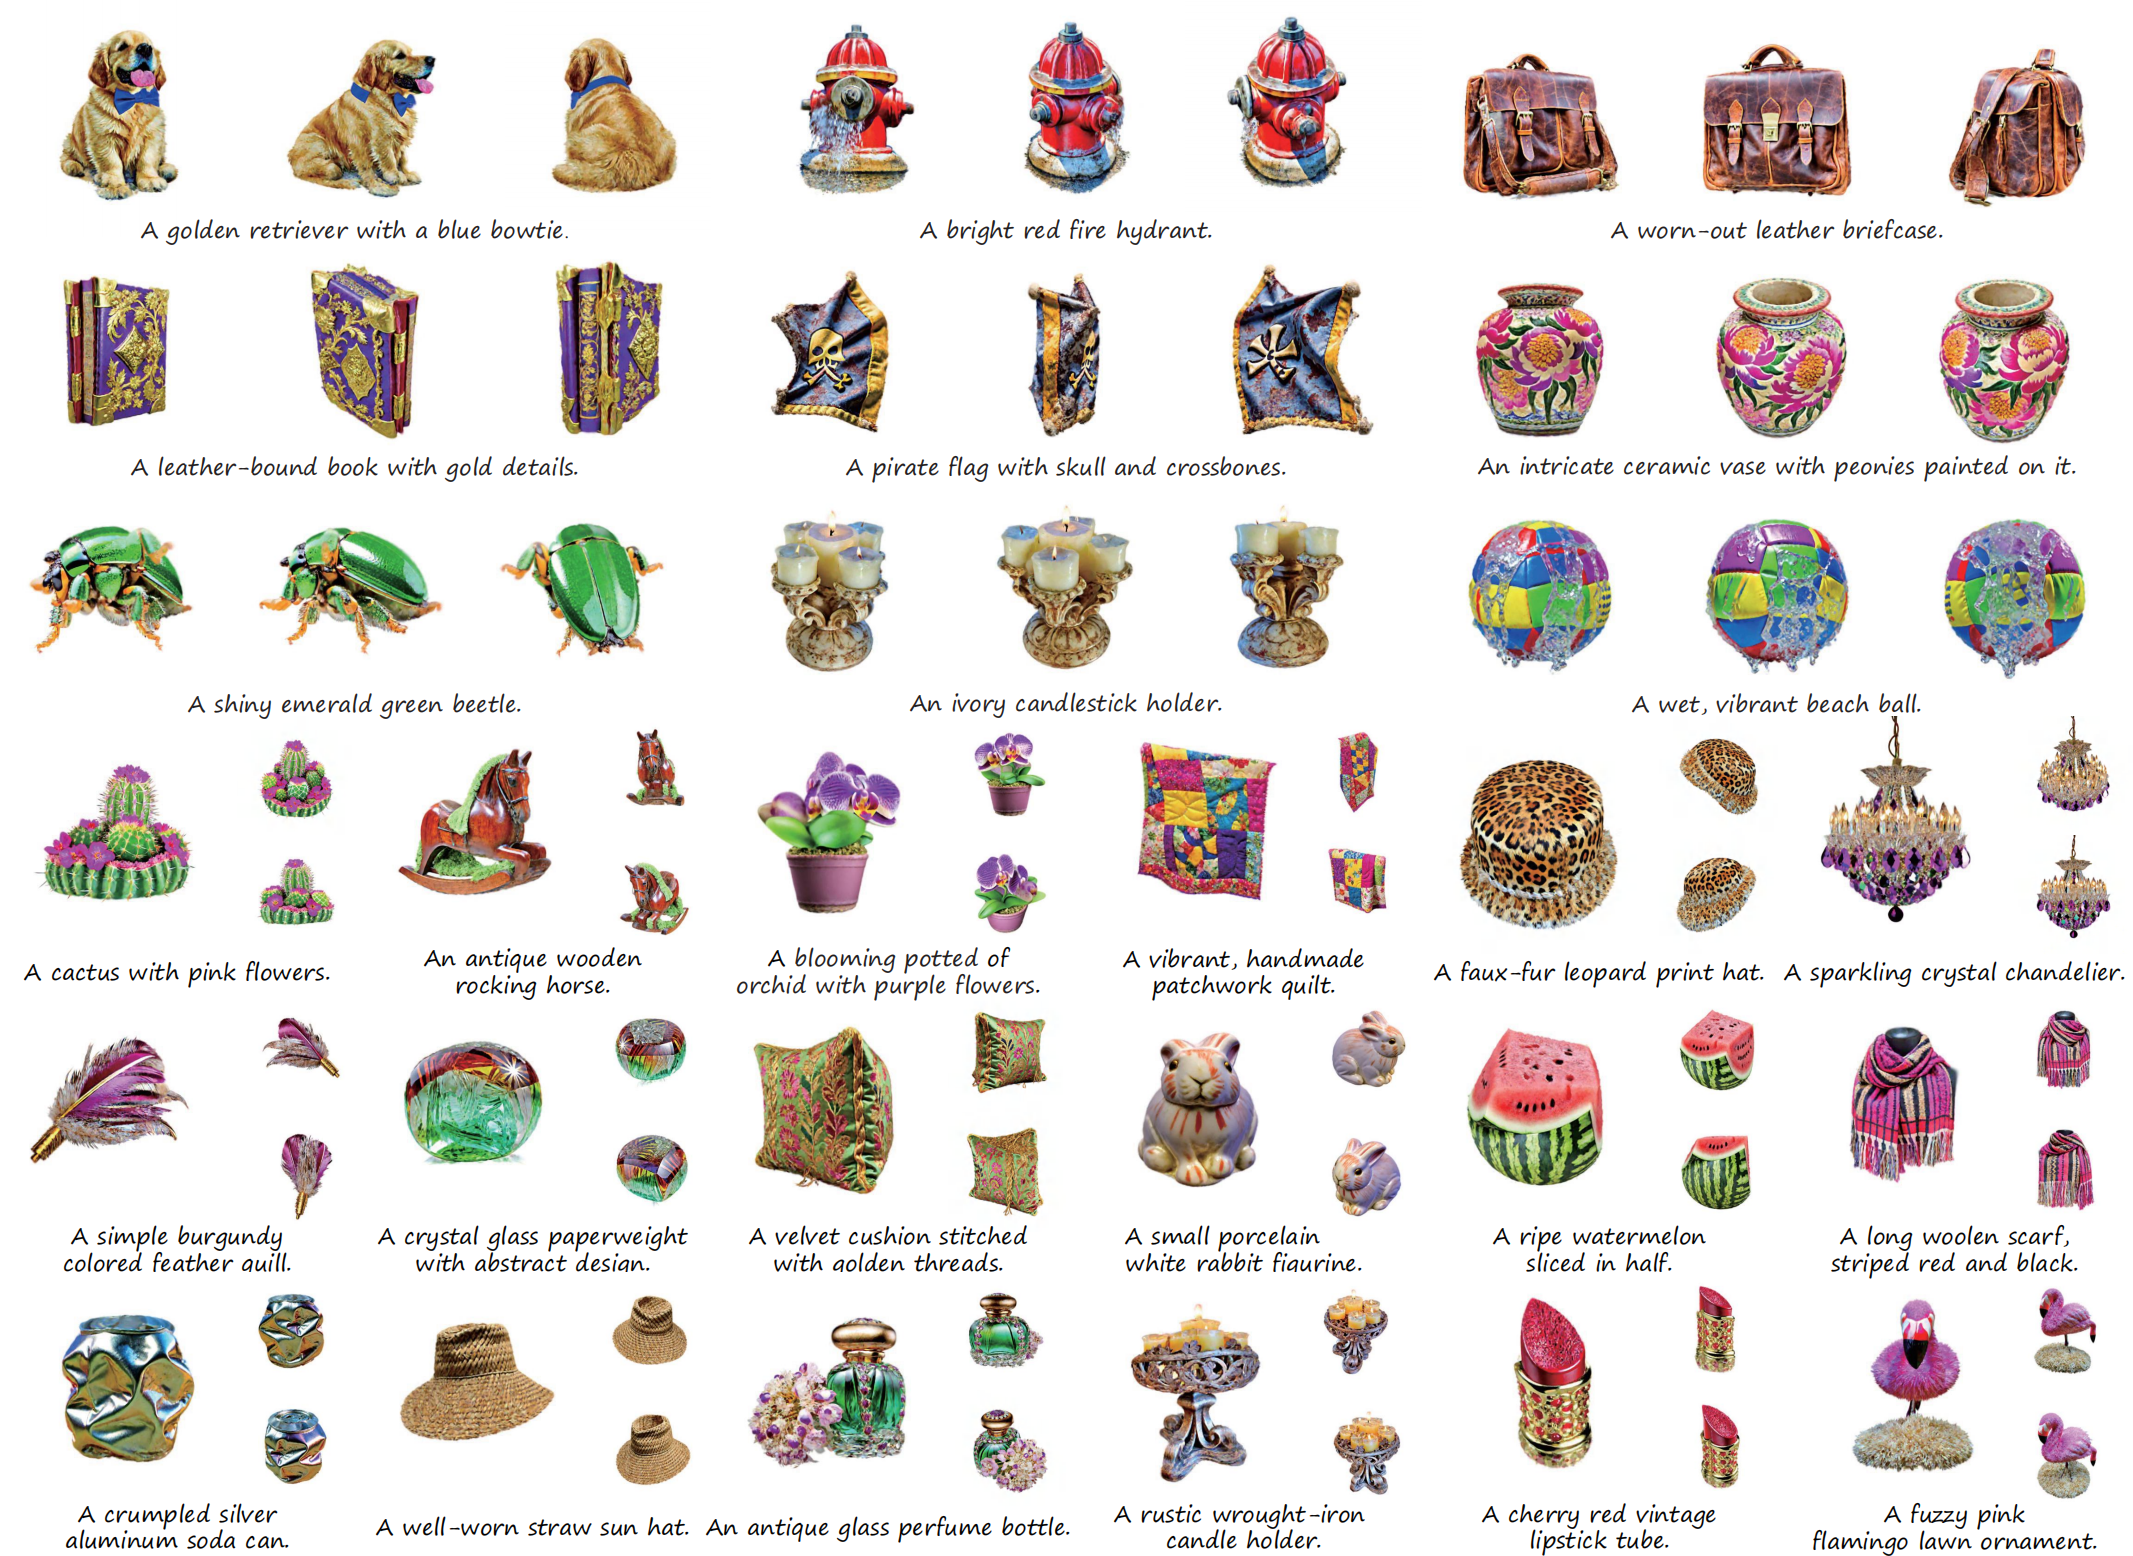 A golden retriever with a blue bowtie.
A bright red fire hydrant.
A worn-out leather briefcase.
A leather-bound book with gold details.
A pirate flag with skull and crossbones.
An intricate ceramic vase with peonies painted on it.
A shiny emerald green beetle.
An ivory candlestick holder.
A wet, vibrant beach ball.
A cactus with pink flowers.
An antique wooden
rocking horse.
A blooming potted of
orchid with purple flowers.
A vibrant, handmade
patchwork quilt.
A faux-fur leopard print hat.
A sparkling crystal chandelier.
A simple burgundy
colored feather quill.
A crystal glass paperweight
with abstract design.
A velvet cushion stitched
with golden threads.
A small porcelain
white rabbit figurine.
A ripe watermelon
sliced in half.
A long woolen scarf,
striped red and black.
A crumpled silver
aluminum soda can.
A well-worn straw sun hat.
An antique glass perfume bottle.
A rustic wrought-iron
candle holder.
A cherry red vintage
lipstick tube.
A fuzzy pink
flamingo lawn ornament.